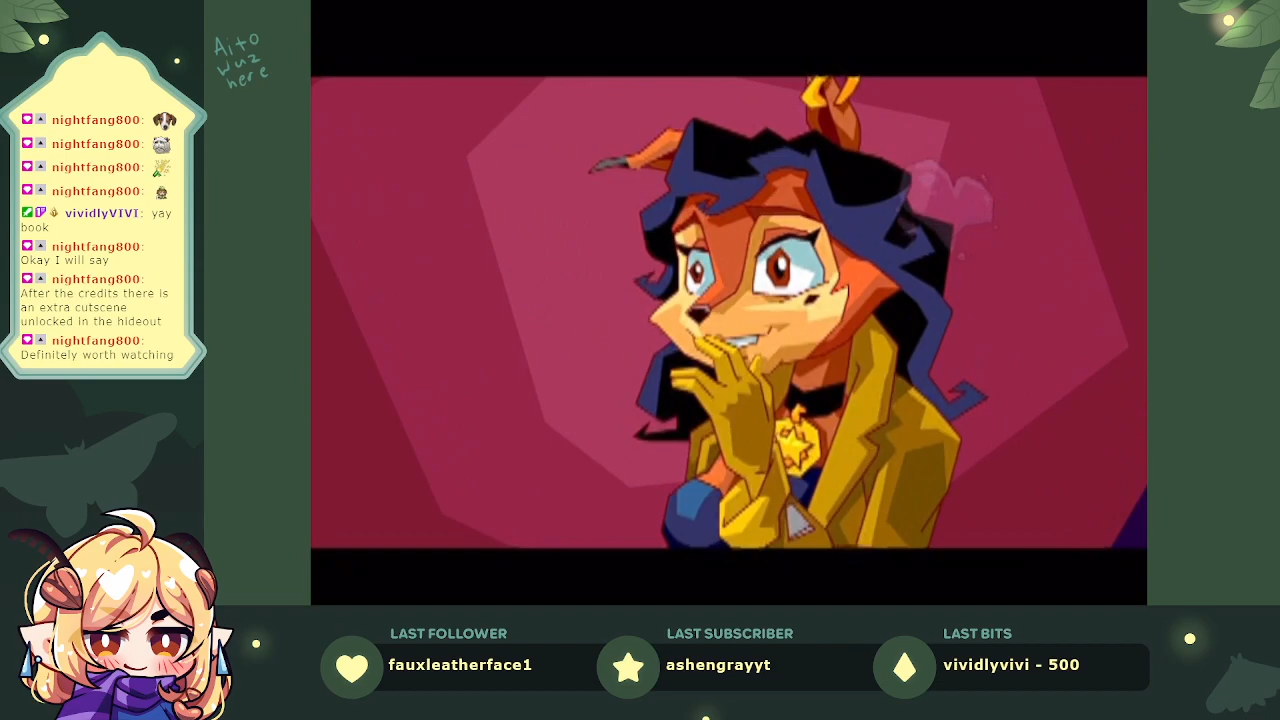 Aito
wuz
here
nightfang800:
nightfang800:
nightfang800:
nightfang800:
vividlyVIVI: yay
book
nightfang800:
Okay I will say
nightfang800:
After the credits there is
an extra cutscene
unlocked in the hideout
nightfang800:
Definitely worth watching
LAST FOLLOWER
fauxleatherface1
LAST SUBSCRIBER
ashengrayyt
LAST BITS
vividlyvivi - 500